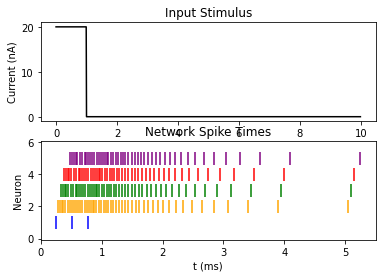 Input Stimulus
20
10
0
Current (nA)
0 2 4 6 8 10
Network Spike Times
6
4
2
0
Neuron
0 1 2 3 4 5
t (ms)